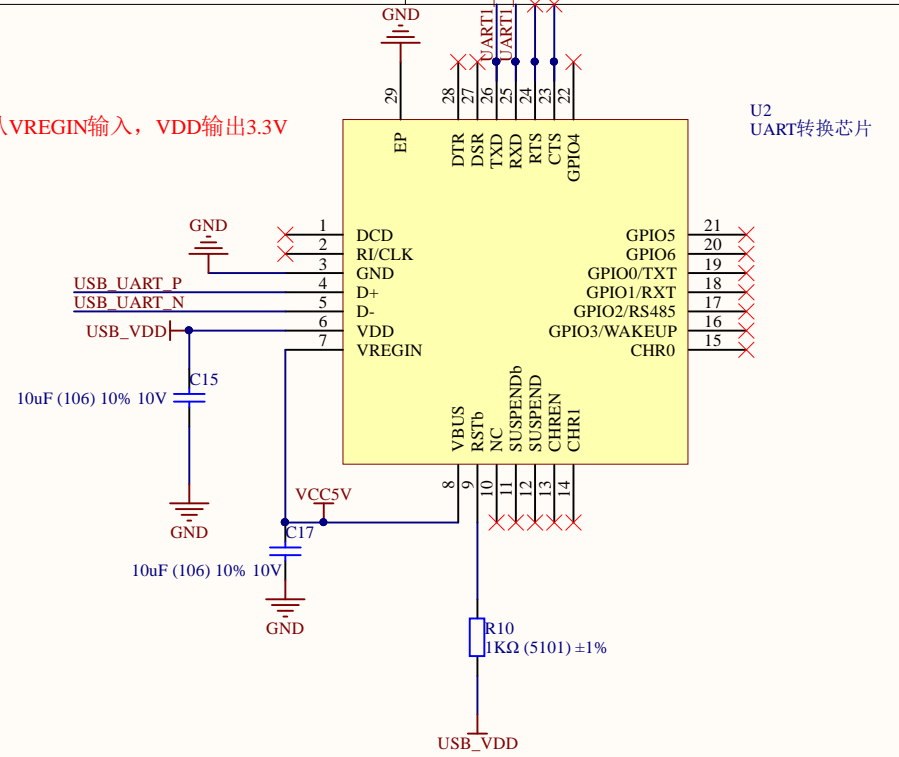 GND
UART1
UART1
29
28
27
26
25
24
23
22
VREGIN输入，VDD输出3.3V
U2
UART转换芯片
EP
DTR
DSR
TXD
RXD
RTS
CTS
GPIO4
GND
1
DCD
2
RI/CLK
3
GND
USB_UART_P
4
D+
USB_UART_N
5
D-
USB_VDD
6
VDD
7
VREGIN
GPIO5
21
GPIO6
20
GPIO0/TXT
19
GPIO1/RXT
18
GPIO2/RS485
17
GPIO3/WAKEUP
16
CHR0
15
C15
10uF (106) 10% 10V
GND
VBUS
RSTb
NC
SUSPENDb
SUSPEND
CHREN
CHR1
8
9
10
11
12
13
14
VCC5V
C17
10uF (106) 10% 10V
GND
R10
1KΩ (5101) ±1%
USB_VDD